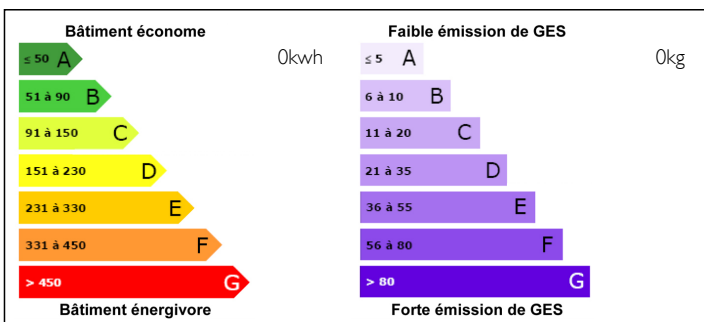 Bâtiment économe
≤ 50 A
0kwh
51 à 90 B
91 à 150 C
151 à 230 D
231 à 330 E
331 à 450 F
> 450 G
Bâtiment énergivore
Faible émission de GES
≤ 5 A
0kg
6 à 10 B
11 à 20 C
21 à 35 D
36 à 55 E
56 à 80 F
> 80 G
Forte émission de GES